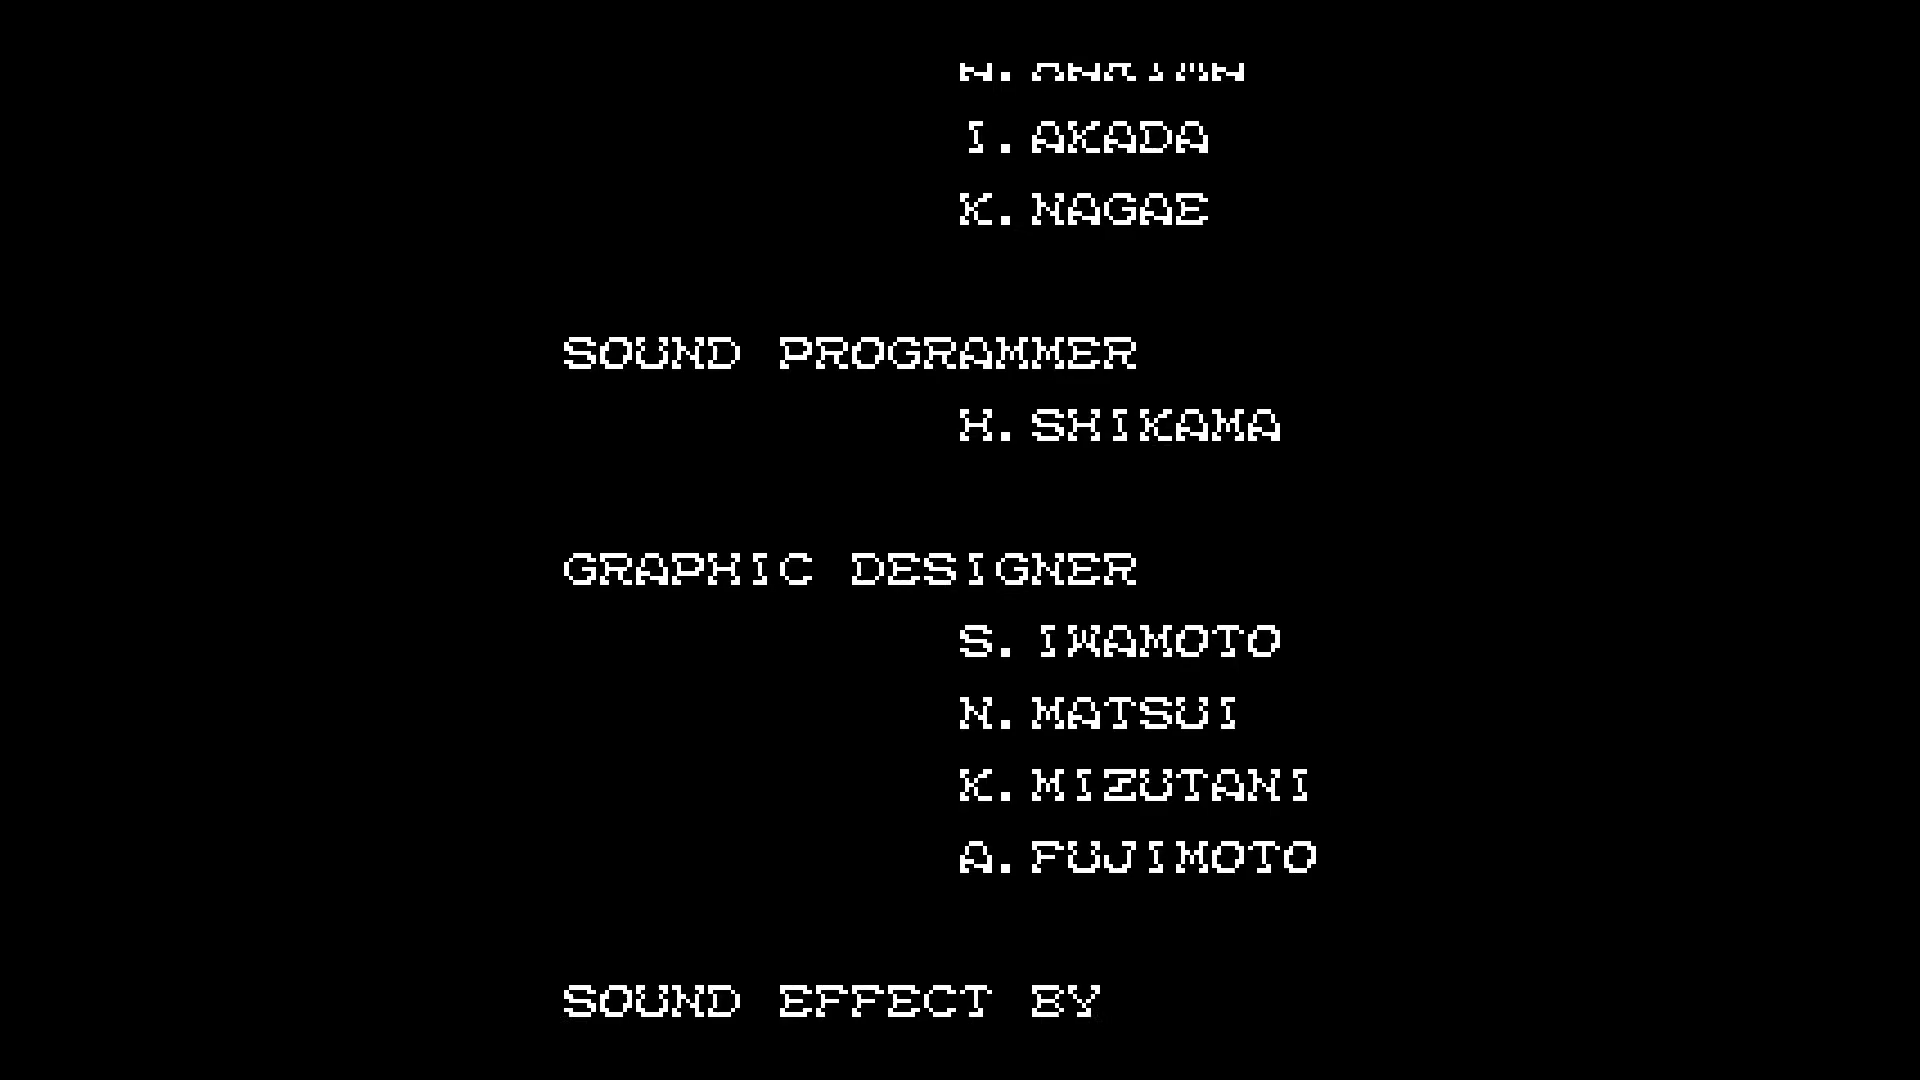 I.AKADA
K.NAGAE
SOUND PROGRAMMER
H.SHIKAMA
GRAPHIC DESIGNER
S.IWAMOTO
N.MATSUI
K.MIZUTANI
A.FUJIMOTO
SOUND EFFECT BY